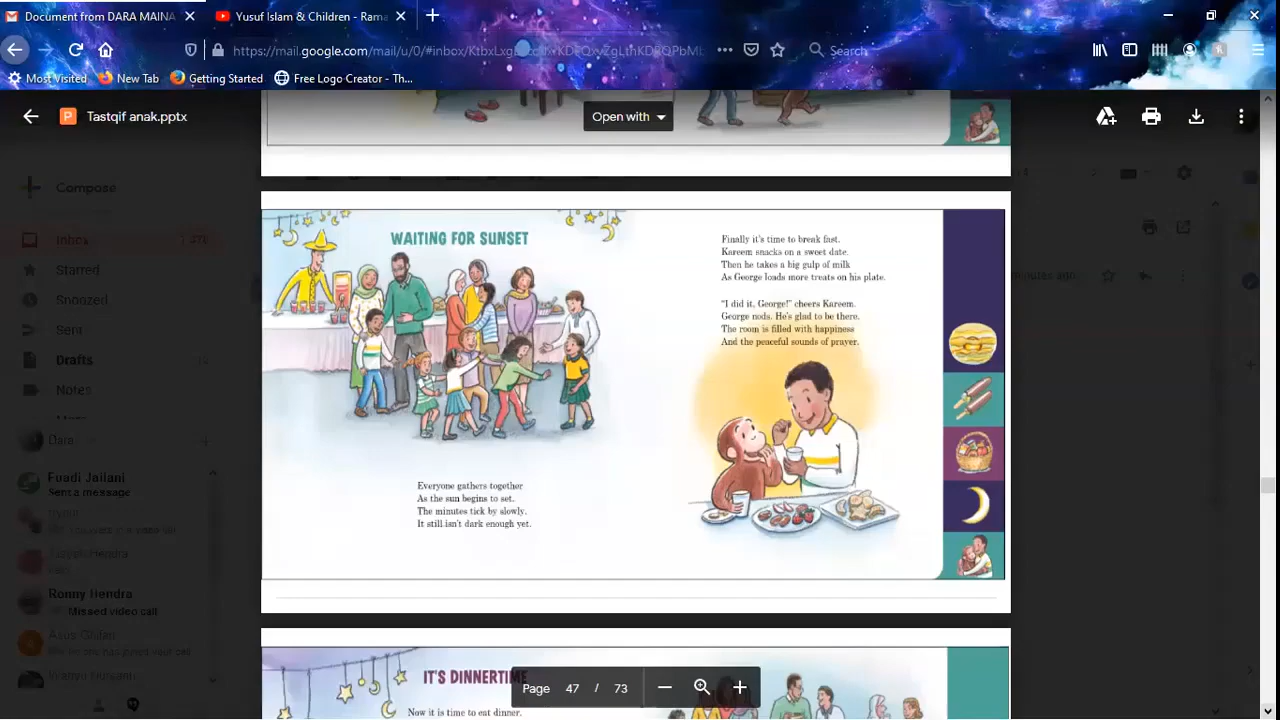 Document from DARA MAINA
Yusuf Islam & Children - Rama
https://mail.google.com/mail/u/0/#inbox/
Search
Most Visited
New Tab
Getting Started
Free Logo Creator - Th...
Tastqif anak.pptx
Open with
Compose
Inbox
Starred
Snoozed
Drafts
Notes
Dara
Fuadi Jailani
Sent a message
Ronny Hendra
Missed video call
WAITING FOR SUNSET
Everyone gathers together
As the sun begins to set.
The minutes tick by slowly.
It still isn't dark enough yet.
Finally it's time to break fast.
Kareem snacks on a sweet date.
Then he takes a big gulp of milk
As George loads more treats on his plate.
"I did it, George!" cheers Kareem.
George nods. He's glad to be there.
The room is filled with happiness
And the peaceful sounds of prayer.
IT'S DINNERTIME
Now it is time to eat dinner.
Page 47 / 73